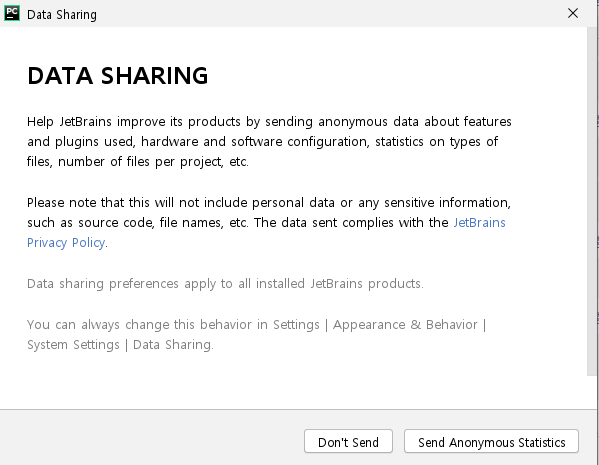 PC Data Sharing
DATA SHARING
Help JetBrains improve its products by sending anonymous data about features
and plugins used, hardware and software configuration, statistics on types of
files, number of files per project, etc.
Please note that this will not include personal data or any sensitive information,
such as source code, file names, etc. The data sent complies with the JetBrains
Privacy Policy.
Data sharing preferences apply to all installed JetBrains products.
You can always change this behavior in Settings | Appearance & Behavior |
System Settings | Data Sharing.
Don't Send Send Anonymous Statistics